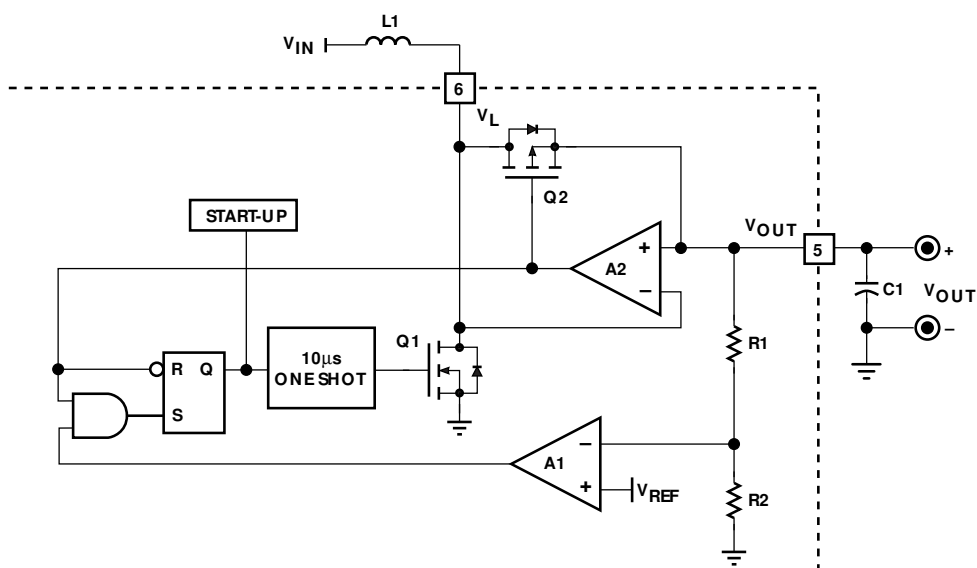 L1
VIN
6
VL
Q2
START-UP
VOUT
5
+
A2
+
−
C1
VOUT
−
Q1
10µs
ONESHOT
R1
R Q
S
A1
−
+
VREF
R2